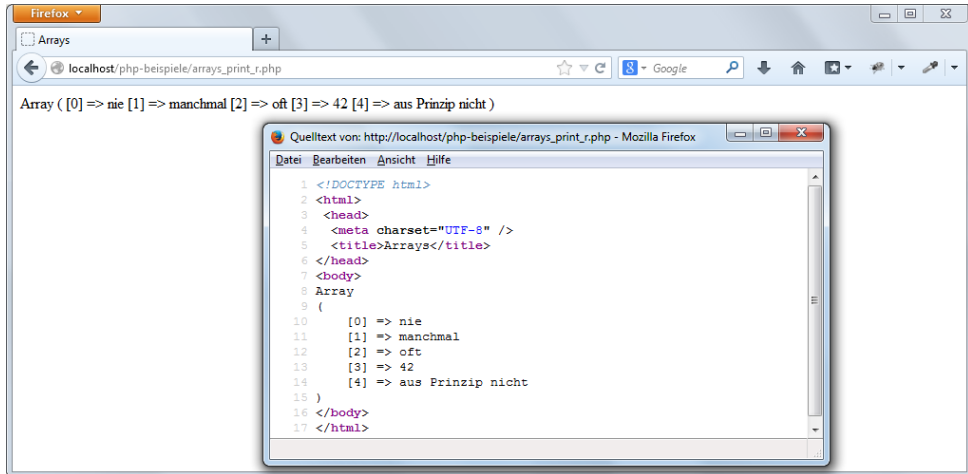 Firefox
Arrays
+
localhost/php-beispiele/arrays_print_r.php
8 Google
Array ( [0] => nie [1] => manchmal [2] => oft [3] => 42 [4] => aus Prinzip nicht )
Quelltext von: http://localhost/php-beispiele/arrays_print_r.php - Mozilla Firefox
Datei Bearbeiten Ansicht Hilfe
1 <!DOCTYPE html>
2 <html>
3 <head>
4 <meta charset="UTF-8" />
5 <title>Arrays</title>
6 </head>
7 <body>
8 Array
9 (
10 [0] => nie
11 [1] => manchmal
12 [2] => oft
13 [3] => 42
14 [4] => aus Prinzip nicht
15 )
16 </body>
17 </html>